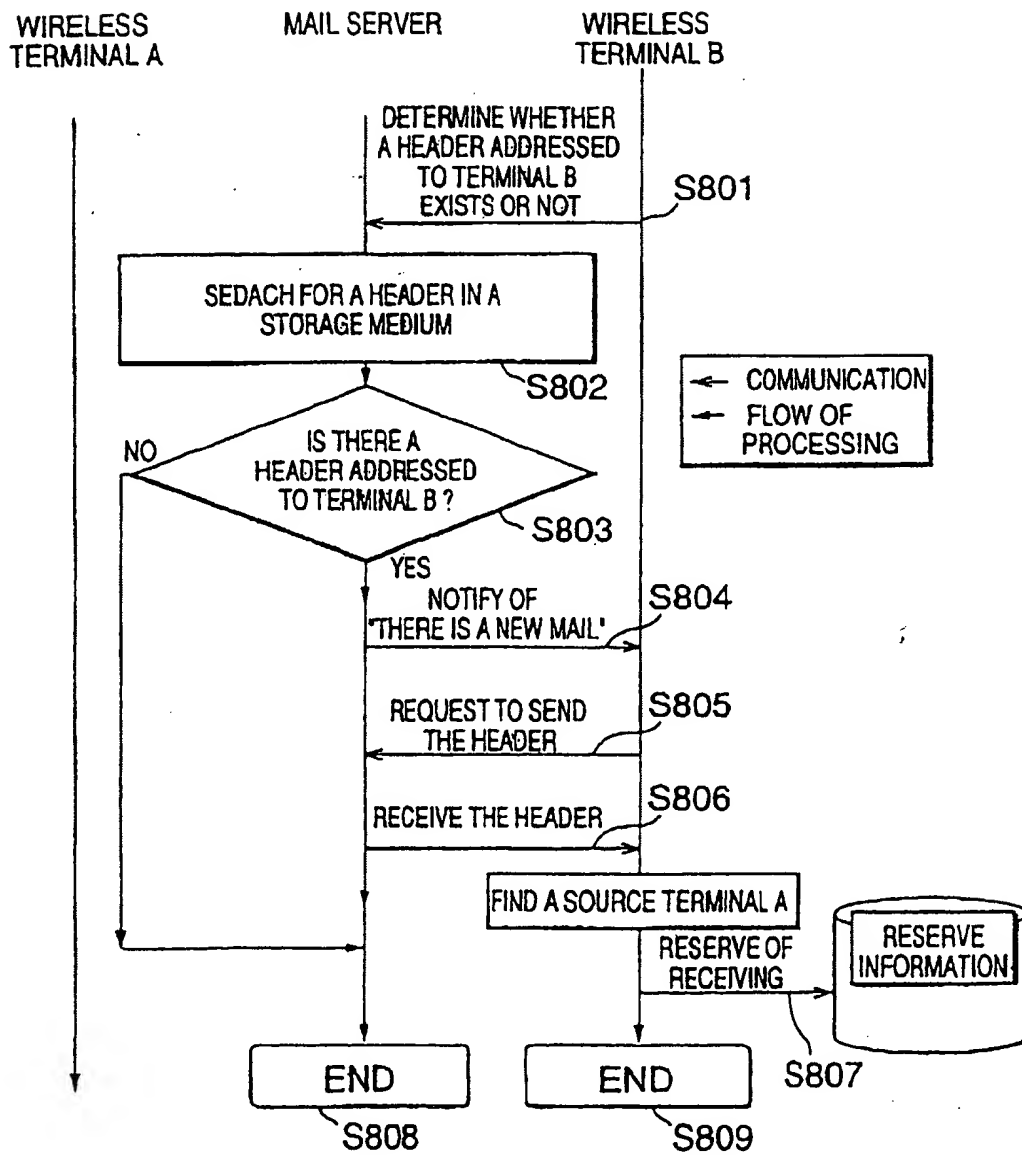 WIRELESS
TERMINAL A
MAIL SERVER
WIRELESS
TERMINAL B
DETERMINE WHETHER
A HEADER ADDRESSED
TO TERMINAL B
EXISTS OR NOT
S801
SEDACH FOR A HEADER IN A
STORAGE MEDIUM
S802
COMMUNICATION
FLOW OF
PROCESSING
NO
IS THERE A
HEADER ADDRESSED
TO TERMINAL B ?
S803
YES
NOTIFY OF
"THERE IS A NEW MAIL"
S804
REQUEST TO SEND
THE HEADER
S805
RECEIVE THE HEADER
S806
FIND A SOURCE TERMINAL A
RESERVE OF
RECEIVING
RESERVE
INFORMATION
S807
END
END
S808
S809